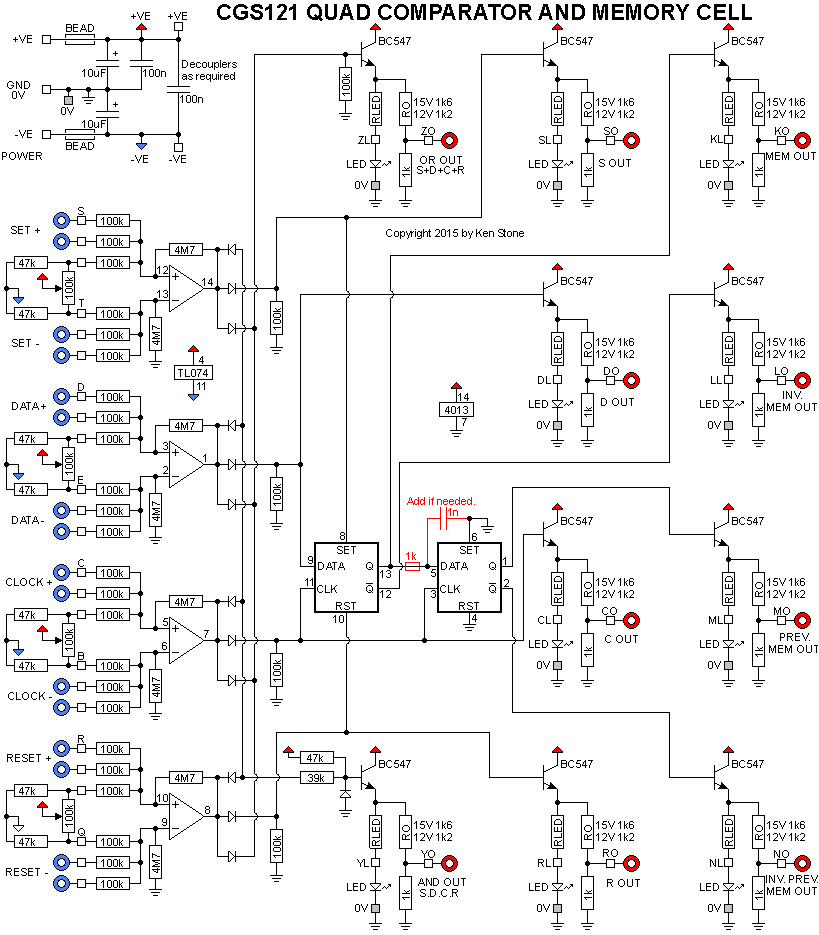 CGS121 QUAD COMPARATOR AND MEMORY CELL
+VE
BEAD
+VE
+VE
10uF
100n
Decouplers
as required
100n
GND
0V
0V
10uF
-VE
BEAD
-VE
-VE
POWER
100k
BC547
RLED
RO
15V 1k6
12V 1k2
ZL
ZO
LED
OR OUT
S+D+C+R
0V
1k
BC547
RLED
RO
15V 1k6
12V 1k2
SL
SO
LED
S OUT
0V
1k
BC547
RLED
RO
15V 1k6
12V 1k2
KL
KO
LED
MEM OUT
0V
1k
Copyright 2015 by Ken Stone
SET +
S
100k
100k
47k
100k
100k
47k
T
100k
SET -
100k
100k
4M7
12
13
14
4M7
100k
4
TL074
11
BC547
RLED
RO
15V 1k6
12V 1k2
DL
DO
LED
D OUT
0V
1k
BC547
RLED
RO
15V 1k6
12V 1k2
LL
LO
LED
INV.
MEM OUT
0V
1k
14
4013
7
DATA+
D
100k
100k
47k
100k
100k
47k
E
100k
DATA-
100k
100k
4M7
3
2
1
4M7
100k
Add if needed.
1n
1k
8
SET
9
DATA
Q
13
11
CLK
Q
12
RST
10
6
SET
5
DATA
Q
1
3
CLK
Q
2
RST
4
BC547
RLED
RO
15V 1k6
12V 1k2
CL
CO
LED
C OUT
0V
1k
BC547
RLED
RO
15V 1k6
12V 1k2
ML
MO
LED
PREV.
MEM OUT
0V
1k
CLOCK +
C
100k
100k
47k
100k
100k
47k
B
100k
CLOCK -
100k
100k
4M7
5
6
7
4M7
100k
RESET +
R
100k
100k
47k
100k
100k
47k
Q
100k
RESET -
100k
100k
4M7
10
9
8
4M7
100k
47k
39k
BC547
RLED
RO
15V 1k6
12V 1k2
YL
YO
LED
AND OUT
S.D.C.R
0V
1k
BC547
RLED
RO
15V 1k6
12V 1k2
RL
RO
LED
R OUT
0V
1k
BC547
RLED
RO
15V 1k6
12V 1k2
NL
NO
LED
INV. PREV.
MEM OUT
0V
1k